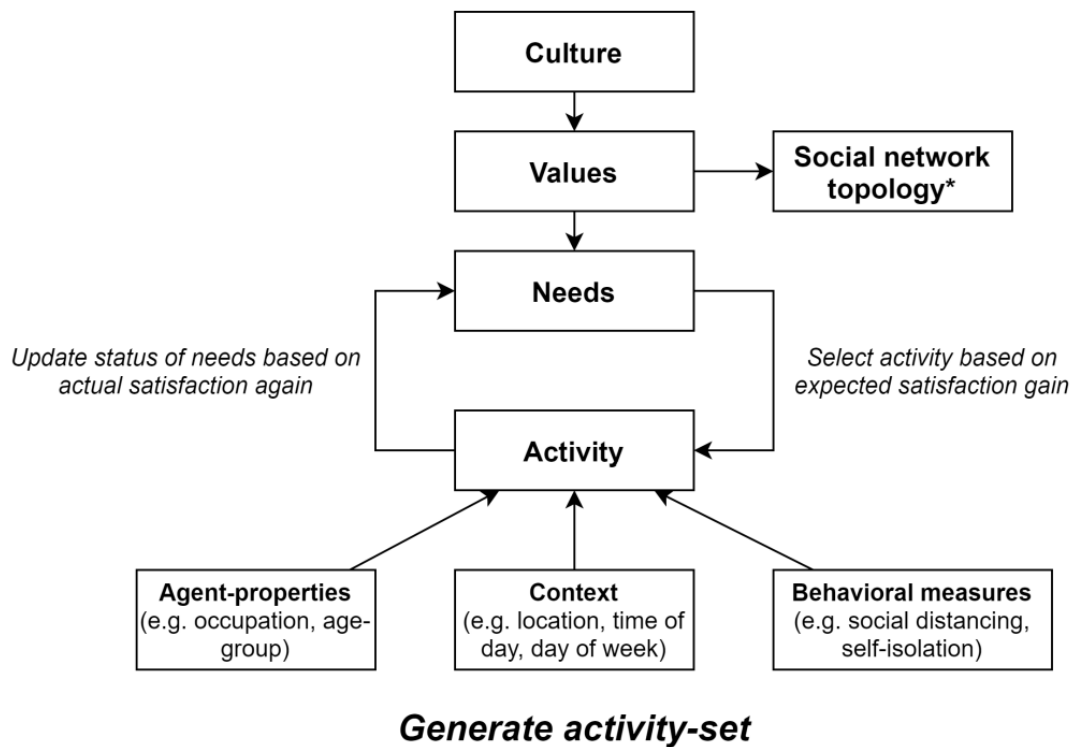 Culture
Values
Social network
topology*
Needs
Update status of needs based on
actual satisfaction again
Select activity based on
expected satisfaction gain
Activity
Agent-properties
(e.g. occupation, age-
group)
Context
(e.g. location, time of
day, day of week)
Behavioral measures
(e.g. social distancing,
self-isolation)
Generate activity-set